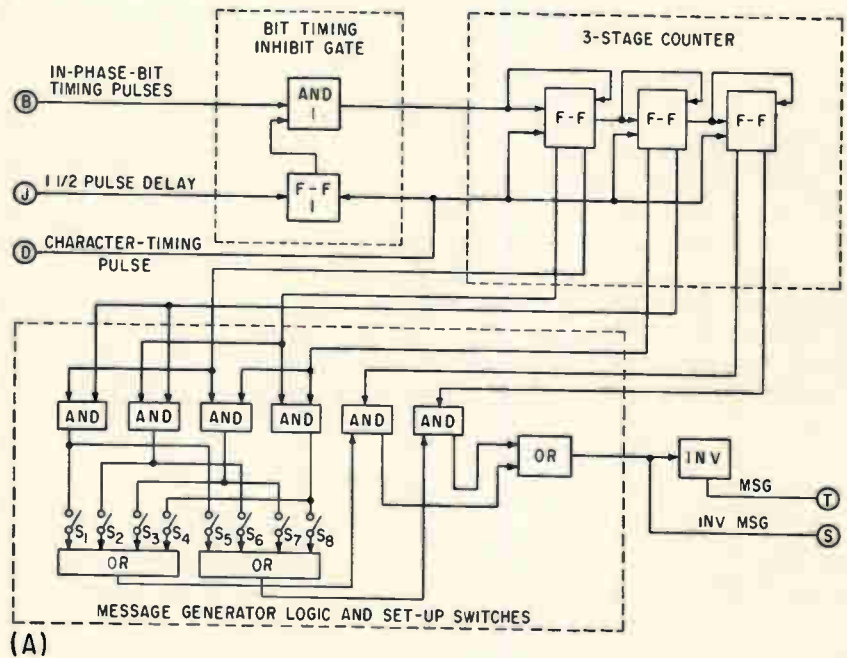 BIT TIMING
INHIBIT GATE
3-STAGE COUNTER
IN-PHASE-BIT
TIMING PULSES
B
AND
1
F-F
F-F
F-F
J
1 1/2 PULSE DELAY
F-F
1
D
CHARACTER-TIMING
PULSE
AND
AND
AND
AND
AND
AND
OR
INV
MSG
T
INV MSG
S
S1
S2
S3
S4
S5
S6
S7
S8
OR
OR
MESSAGE GENERATOR LOGIC AND SET-UP SWITCHES
(A)